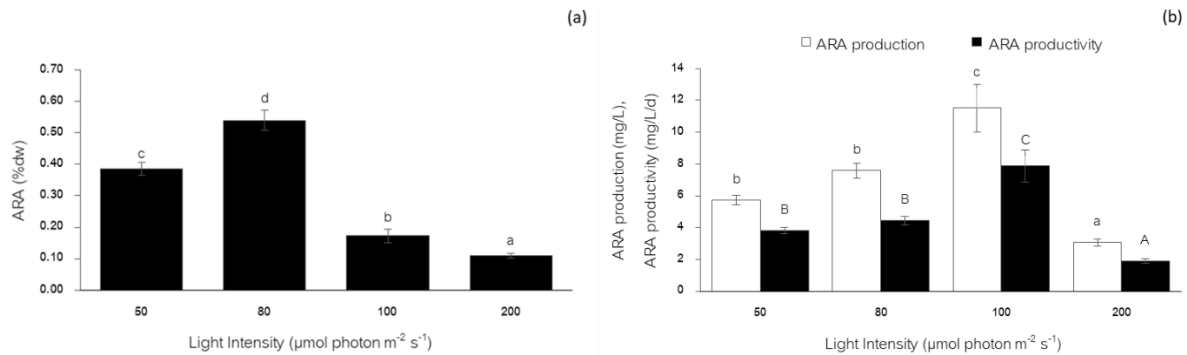 (a)
ARA (%dw)
0.70
0.60
0.50
0.40
0.30
0.20
0.10
0.00
c
d
b
a
50 80 100 200
Light Intensity (µmol photon m⁻² s⁻¹)
(b)
ARA production ARA productivity
ARA production (mg/L),
ARA productivity (mg/L/d)
14
12
10
8
6
4
2
0
b
B
b
B
c
C
a
A
50 80 100 200
Light Intensity (µmol photon m⁻² s⁻¹)